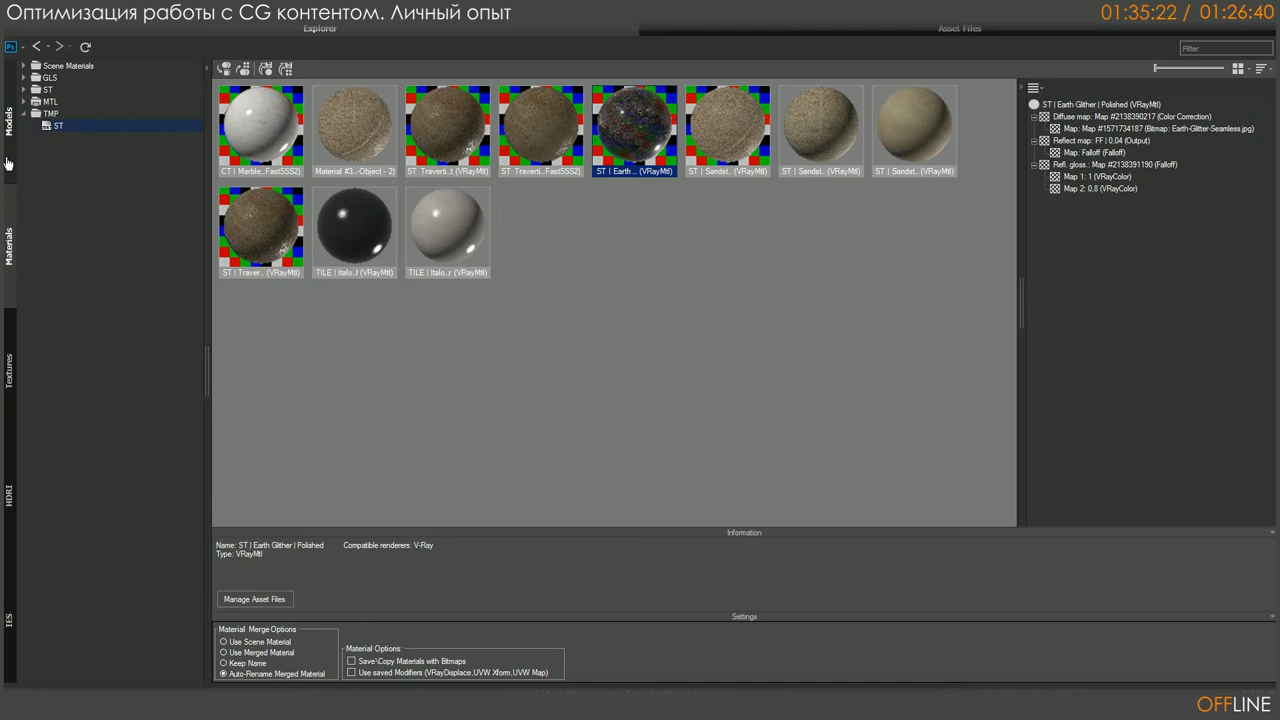 Оптимизация работы с CG контентом. Личный опыт
01:35:22 / 01:26:40
Explorer
Asset Files
Ps
Filter
Models
Materials
Textures
HDRI
IES
Scene Materials
GLS
ST
MTL
TMP
ST
CT | Marble...FastSSS2)
Material #3...-Object - 2)
ST Traverti...t (VRayMtl)
ST Traverti...FastSSS2)
ST | Earth ... (VRayMtl)
ST | Sandst.. (VRayMtl)
ST | Sandst.. (VRayMtl)
ST | Sandst.. (VRayMtl)
ST | Traver.. (VRayMtl)
TILE | Italo..l (VRayMtl)
TILE | Italo..r (VRayMtl)
ST | Earth Glither | Polished (VRayMtl)
Diffuse map: Map #2138390217 (Color Correction)
Map: Map #1571734187 (Bitmap: Earth-Glitter-Seamless.jpg)
Reflect map: FF | 0.04 (Output)
Map: Falloff (Falloff)
Refl. gloss.: Map #2138391190 (Falloff)
Map 1: 1 (VRayColor)
Map 2: 0.8 (VRayColor)
Information
Name: ST | Earth Glither | Polished
Compatible renderers: V-Ray
Type: VRayMtl
Manage Asset Files
Settings
Material Merge Options
Use Scene Material
Use Merged Material
Keep Name
Auto-Rename Merged Material
Material Options:
Save\Copy Materials with Bitmaps
Use saved Modifiers (VRayDisplace,UVW Xform,UVW Map)
OFFLINE